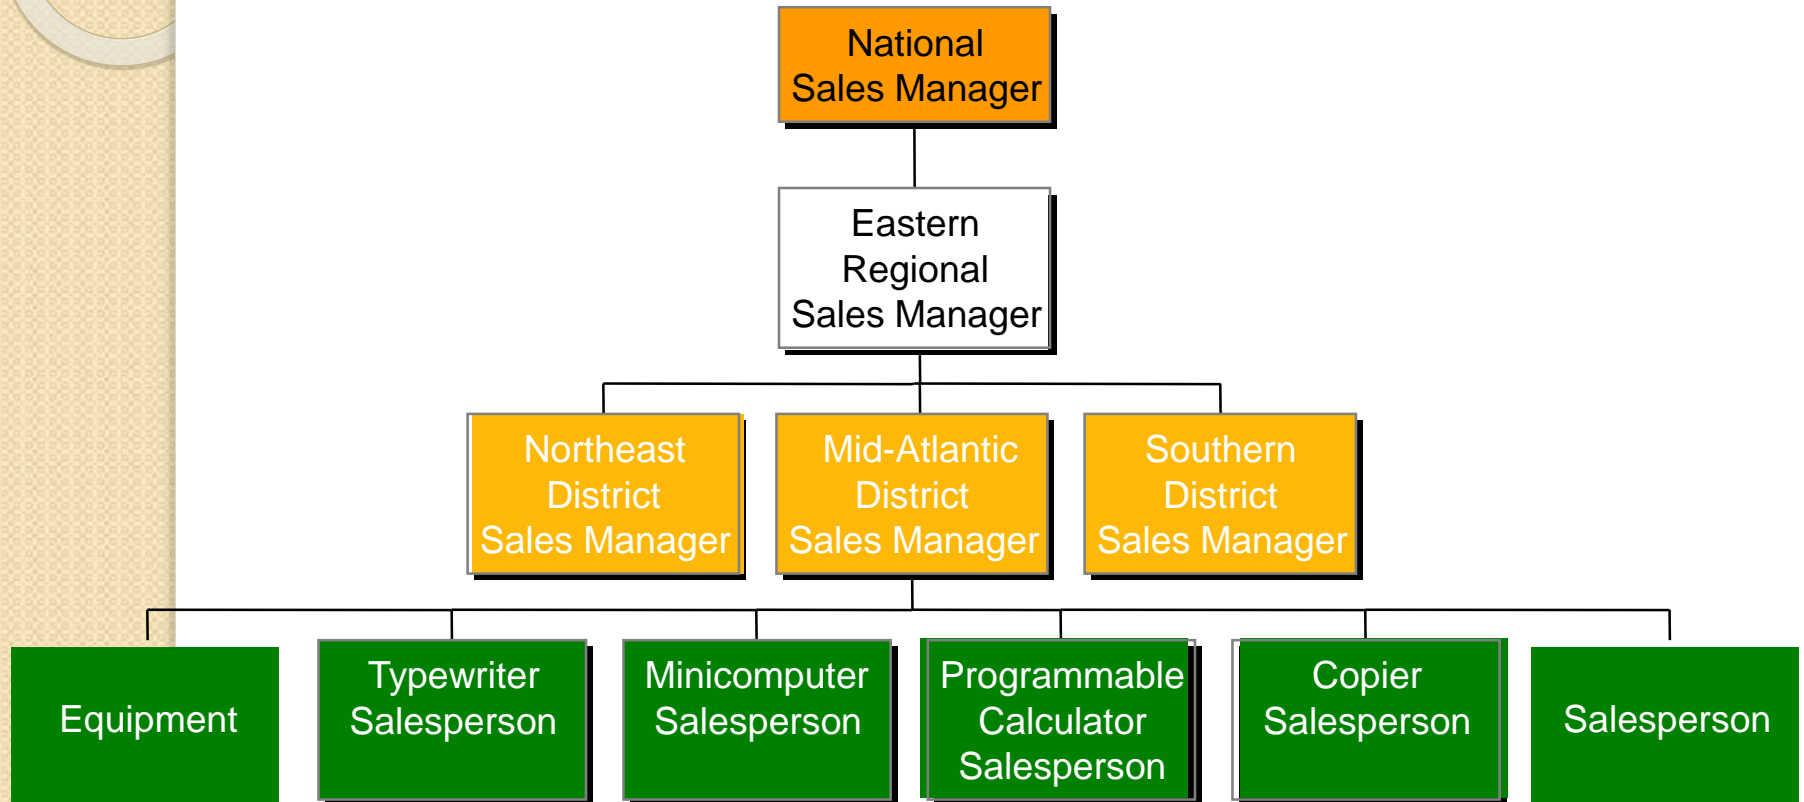 National
Sales Manager
Eastern
Regional
Sales Manager
Northeast
District
Sales Manager
Mid-Atlantic
District
Sales Manager
Southern
District
Sales Manager
Equipment
Typewriter
Salesperson
Minicomputer
Salesperson
Programmable
Calculator
Salesperson
Copier
Salesperson
Salesperson